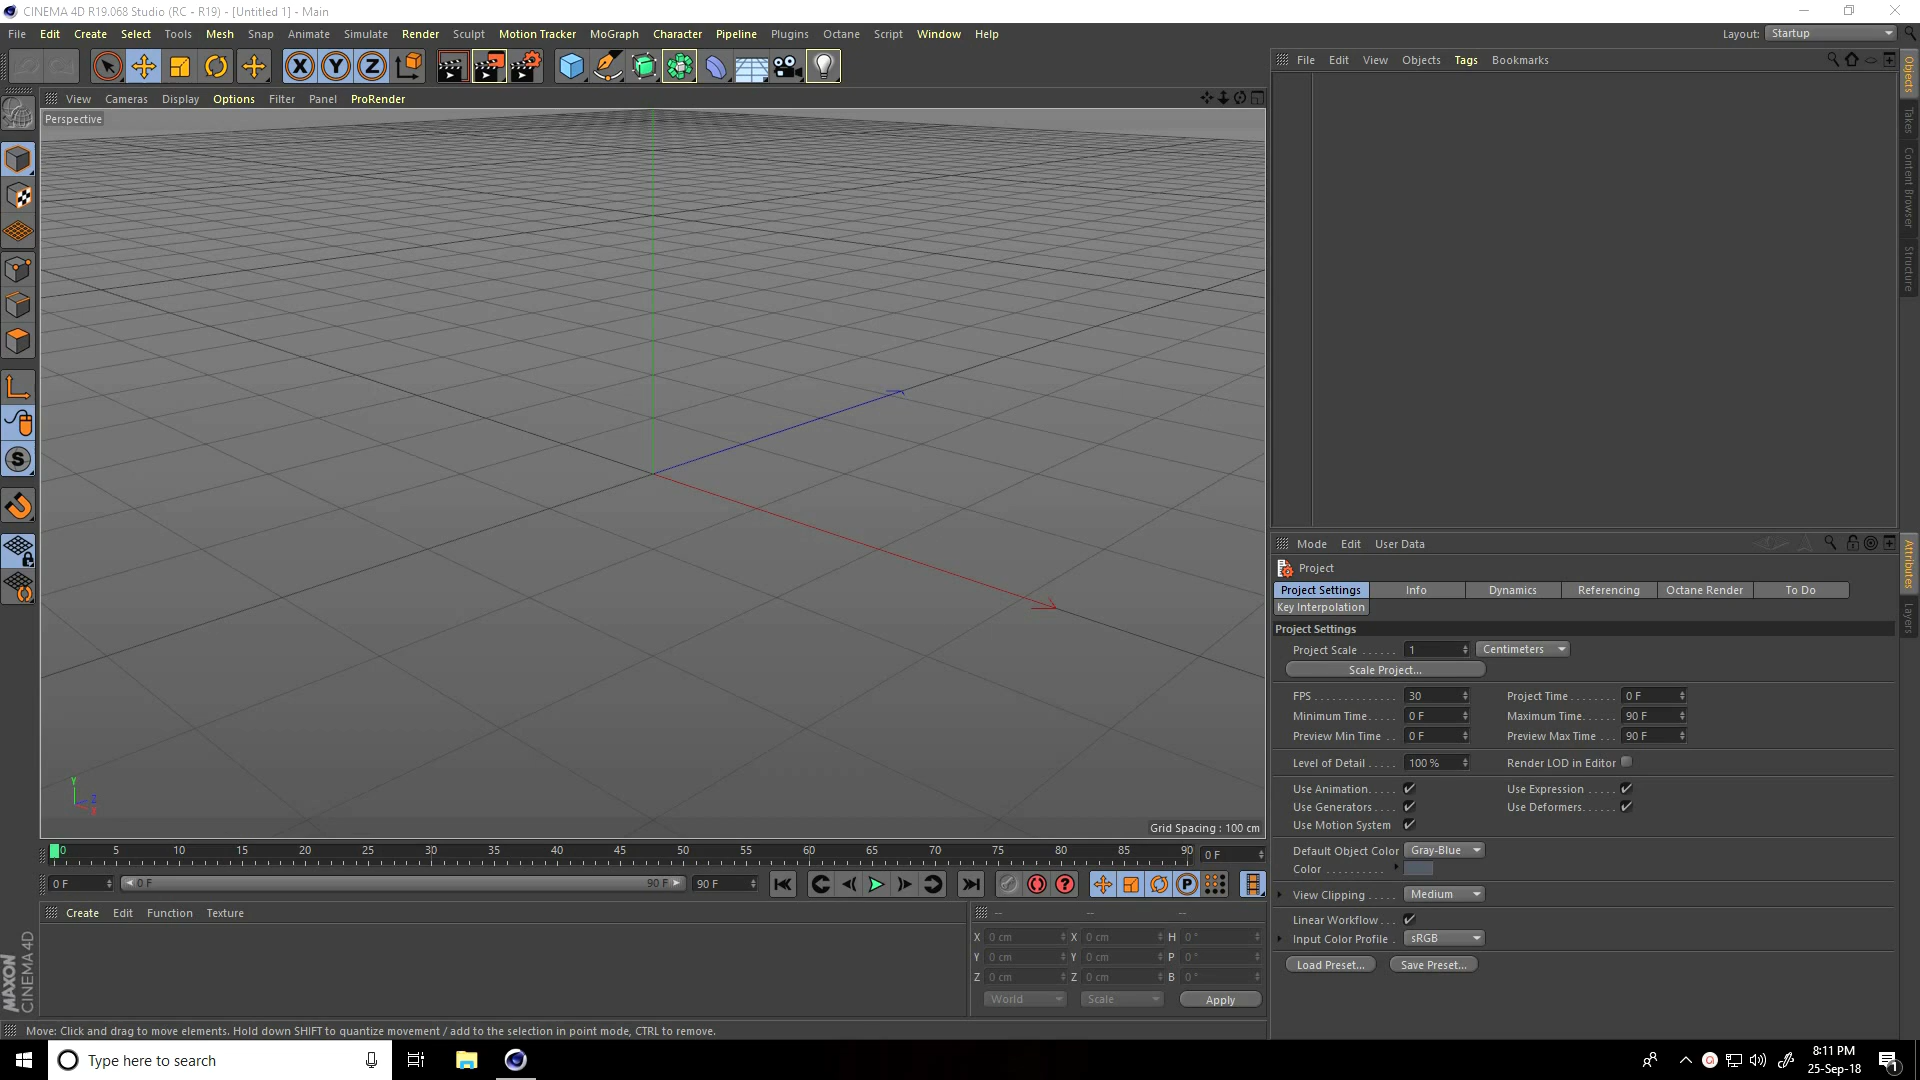 CINEMA 4D R19.068 Studio (RC - R19) - [Untitled 1] - Main
File Edit Create Select Tools Mesh Snap Animate Simulate Render Sculpt Motion Tracker MoGraph Character Pipeline Plugins Octane Script Window Help
Layout: Startup
X Y Z
File Edit View Objects Tags Bookmarks
View Cameras Display Options Filter Panel ProRender
Perspective
Objects
Takes
Content Browser
Structure
Y
Z
X
Grid Spacing : 100 cm
S
Mode Edit User Data
Project
Project Settings Info Dynamics Referencing Octane Render To Do
Key Interpolation
Project Settings
Project Scale ...... 1 Centimeters
Scale Project...
FPS .............. 30 Project Time........ 0 F
Minimum Time..... 0 F Maximum Time...... 90 F
Preview Min Time .. 0 F Preview Max Time ... 90 F
Level of Detail ..... 100 % Render LOD in Editor
Use Animation..... Use Expression .....
Use Generators.... Use Deformers......
Use Motion System
Default Object Color Gray-Blue
Color ..........
View Clipping ..... Medium
Linear Workflow...
Input Color Profile . sRGB
Load Preset... Save Preset...
Attributes
Layers
0 5 10 15 20 25 30 35 40 45 50 55 60 65 70 75 80 85 90 0 F
0 F 0 F 90 F 90 F
? P
Create Edit Function Texture
-- -- --
X 0 cm X 0 cm H 0 °
Y 0 cm Y 0 cm P 0 °
Z 0 cm Z 0 cm B 0 °
World Scale Apply
MAXON
CINEMA 4D
Move: Click and drag to move elements. Hold down SHIFT to quantize movement / add to the selection in point mode, CTRL to remove.
Type here to search
8:11 PM
25-Sep-18
1